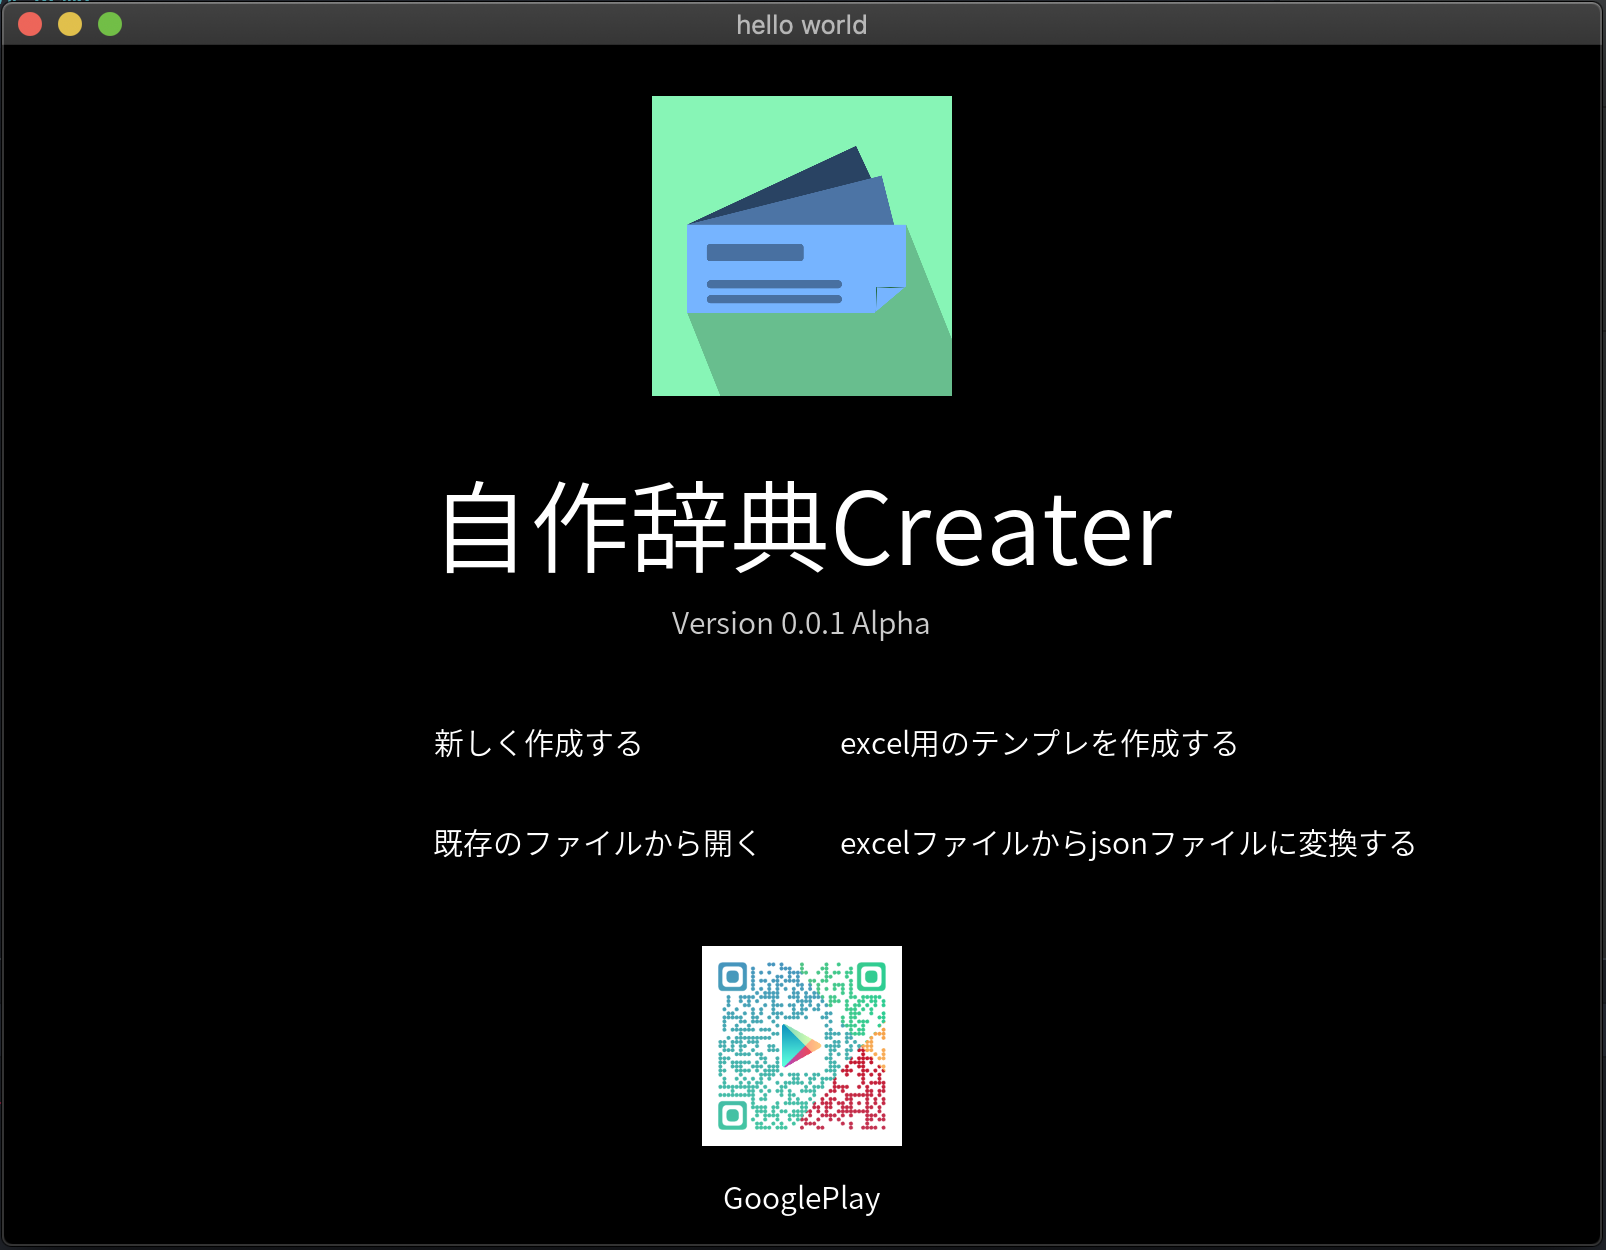 hello world
自作辞典Creater
Version 0.0.1 Alpha
新しく作成する
excel用のテンプレを作成する
既存のファイルから開く
excelファイルからjsonファイルに変換する
GooglePlay